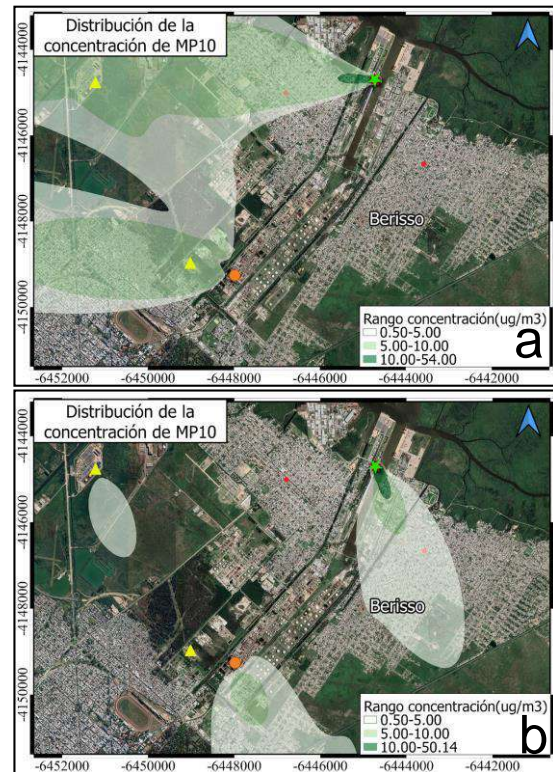 Distribución de la
concentración de MP10
-4144000
-4146000
-4148000
-4150000
Berisso
Rango concentración(ug/m3)
0.50-5.00
5.00-10.00
10.00-54.00
a
-6452000
-6450000
-6448000
-6446000
-6444000
-6442000
Distribución de la
concentración de MP10
-4144000
-4146000
-4148000
-4150000
Berisso
Rango concentración(ug/m3)
0.50-5.00
5.00-10.00
10.00-50.14
b
-6452000
-6450000
-6448000
-6446000
-6444000
-6442000